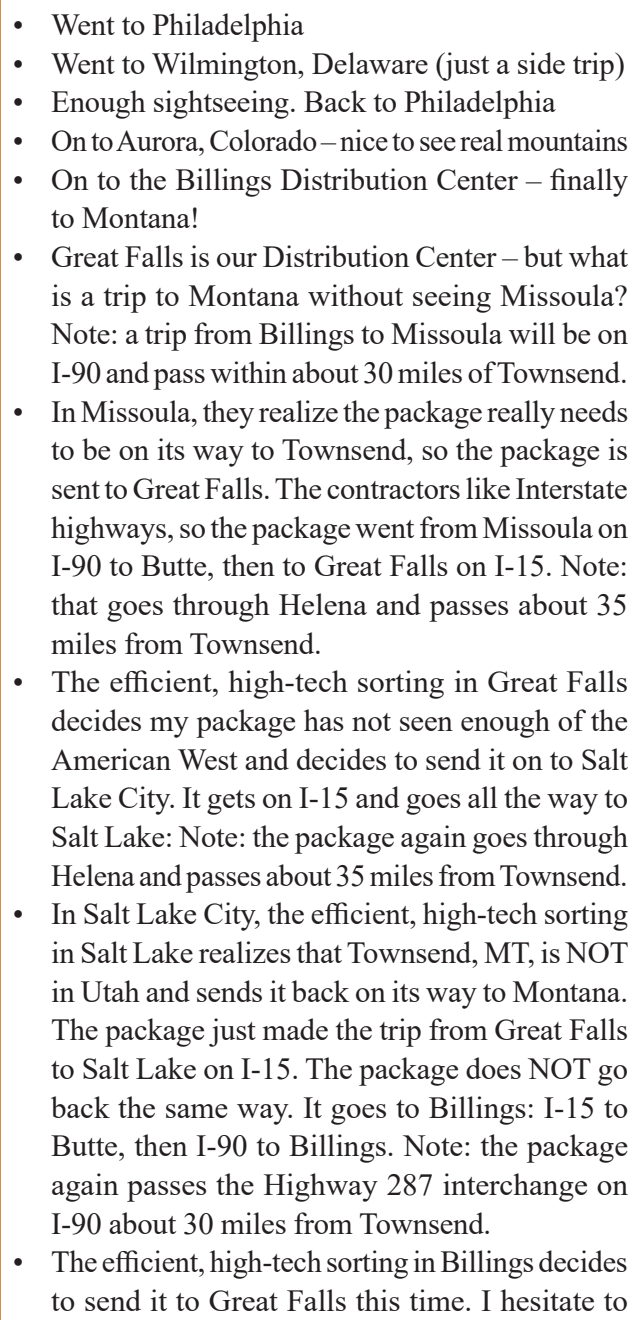 • Went to Philadelphia
• Went to Wilmington, Delaware (just a side trip)
• Enough sightseeing. Back to Philadelphia
• On to Aurora, Colorado – nice to see real mountains
• On to the Billings Distribution Center – finally
to Montana!
• Great Falls is our Distribution Center – but what
is a trip to Montana without seeing Missoula?
Note: a trip from Billings to Missoula will be on
I-90 and pass within about 30 miles of Townsend.
• In Missoula, they realize the package really needs
to be on its way to Townsend, so the package is
sent to Great Falls. The contractors like Interstate
highways, so the package went from Missoula on
I-90 to Butte, then to Great Falls on I-15. Note:
that goes through Helena and passes about 35
miles from Townsend.
• The efficient, high-tech sorting in Great Falls
decides my package has not seen enough of the
American West and decides to send it on to Salt
Lake City. It gets on I-15 and goes all the way to
Salt Lake: Note: the package again goes through
Helena and passes about 35 miles from Townsend.
• In Salt Lake City, the efficient, high-tech sorting
in Salt Lake realizes that Townsend, MT, is NOT
in Utah and sends it back on its way to Montana.
The package just made the trip from Great Falls
to Salt Lake on I-15. The package does NOT go
back the same way. It goes to Billings: I-15 to
Butte, then I-90 to Billings. Note: the package
again passes the Highway 287 interchange on
I-90 about 30 miles from Townsend.
• The efficient, high-tech sorting in Billings decides
to send it to Great Falls this time. I hesitate to